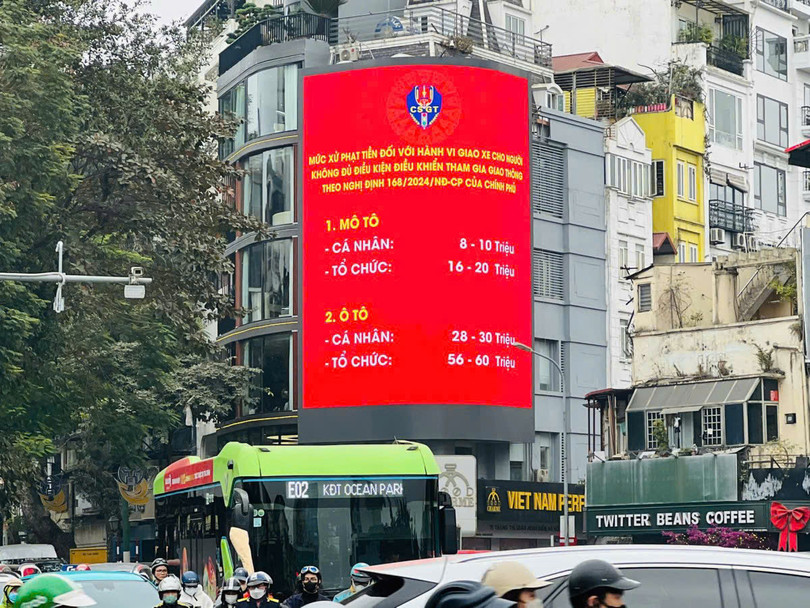 CSGT
MỨC XỬ PHẠT TIỀN ĐỐI VỚI HÀNH VI GIAO XE CHO NGƯỜI
KHÔNG ĐỦ ĐIỀU KIỆN ĐIỀU KHIỂN THAM GIA GIAO THÔNG
THEO NGHỊ ĐỊNH 168/2024/NĐ-CP CỦA CHÍNH PHỦ
1. MÔ TÔ
- CÁ NHÂN: 8 - 10 Triệu
- TỔ CHỨC: 16 - 20 Triệu
2. Ô TÔ
- CÁ NHÂN: 28 - 30 Triệu
- TỔ CHỨC: 56 - 60 Triệu
E02 KĐT OCEAN PARK
CHARME
VIET NAM PERF
TWITTER BEANS COFFEE